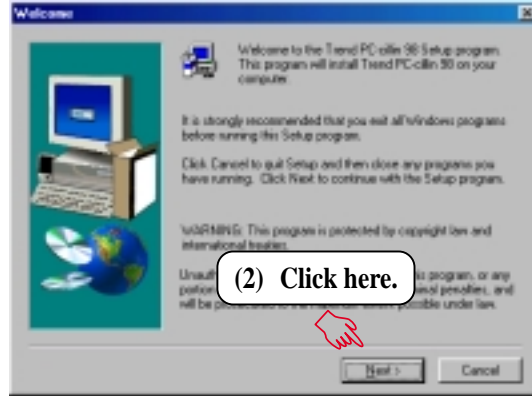 Welcome
Welcome to the Trend PC-cillin 98 Setup program.
This program will install Trend PC-cillin 98 on your
computer.
It is strongly recommended that you exit all Windows programs
before running this Setup program.
Click Cancel to quit Setup and then close any programs you
have running. Click Next to continue with the Setup program.
WARNING: This program is protected by copyright law and
international treaties.
Unauth
(2) Click here.
is program, or any
portion
penalties, and
will be
possible under law.
Next >
Cancel